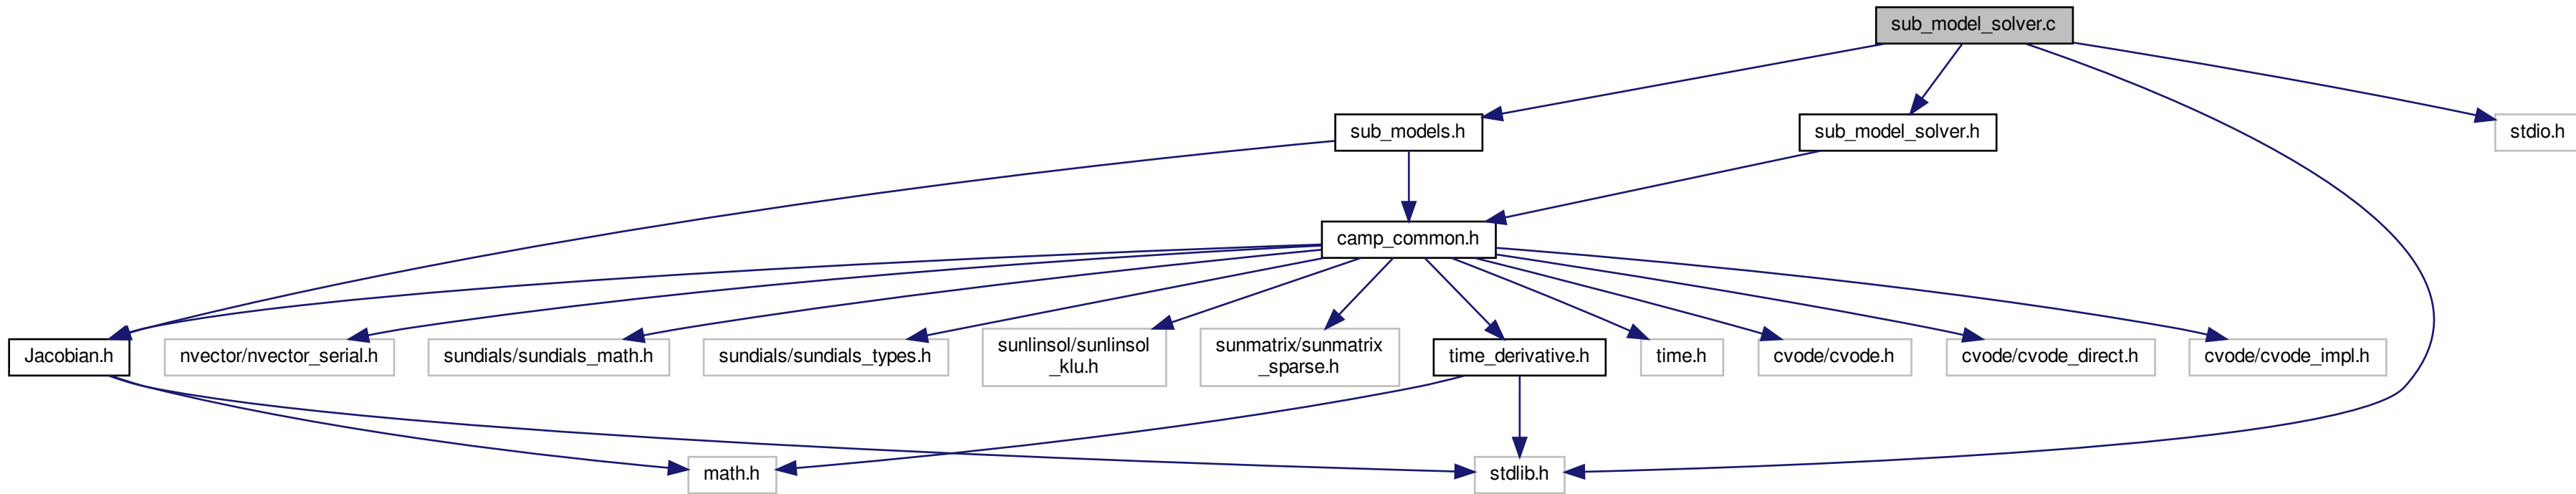 sub_model_solver.c
sub_models.h
sub_model_solver.h
stdio.h
camp_common.h
Jacobian.h
nvector/nvector_serial.h
sundials/sundials_math.h
sundials/sundials_types.h
sunlinsol/sunlinsol
_klu.h
sunmatrix/sunmatrix
_sparse.h
time_derivative.h
time.h
cvode/cvode.h
cvode/cvode_direct.h
cvode/cvode_impl.h
math.h
stdlib.h